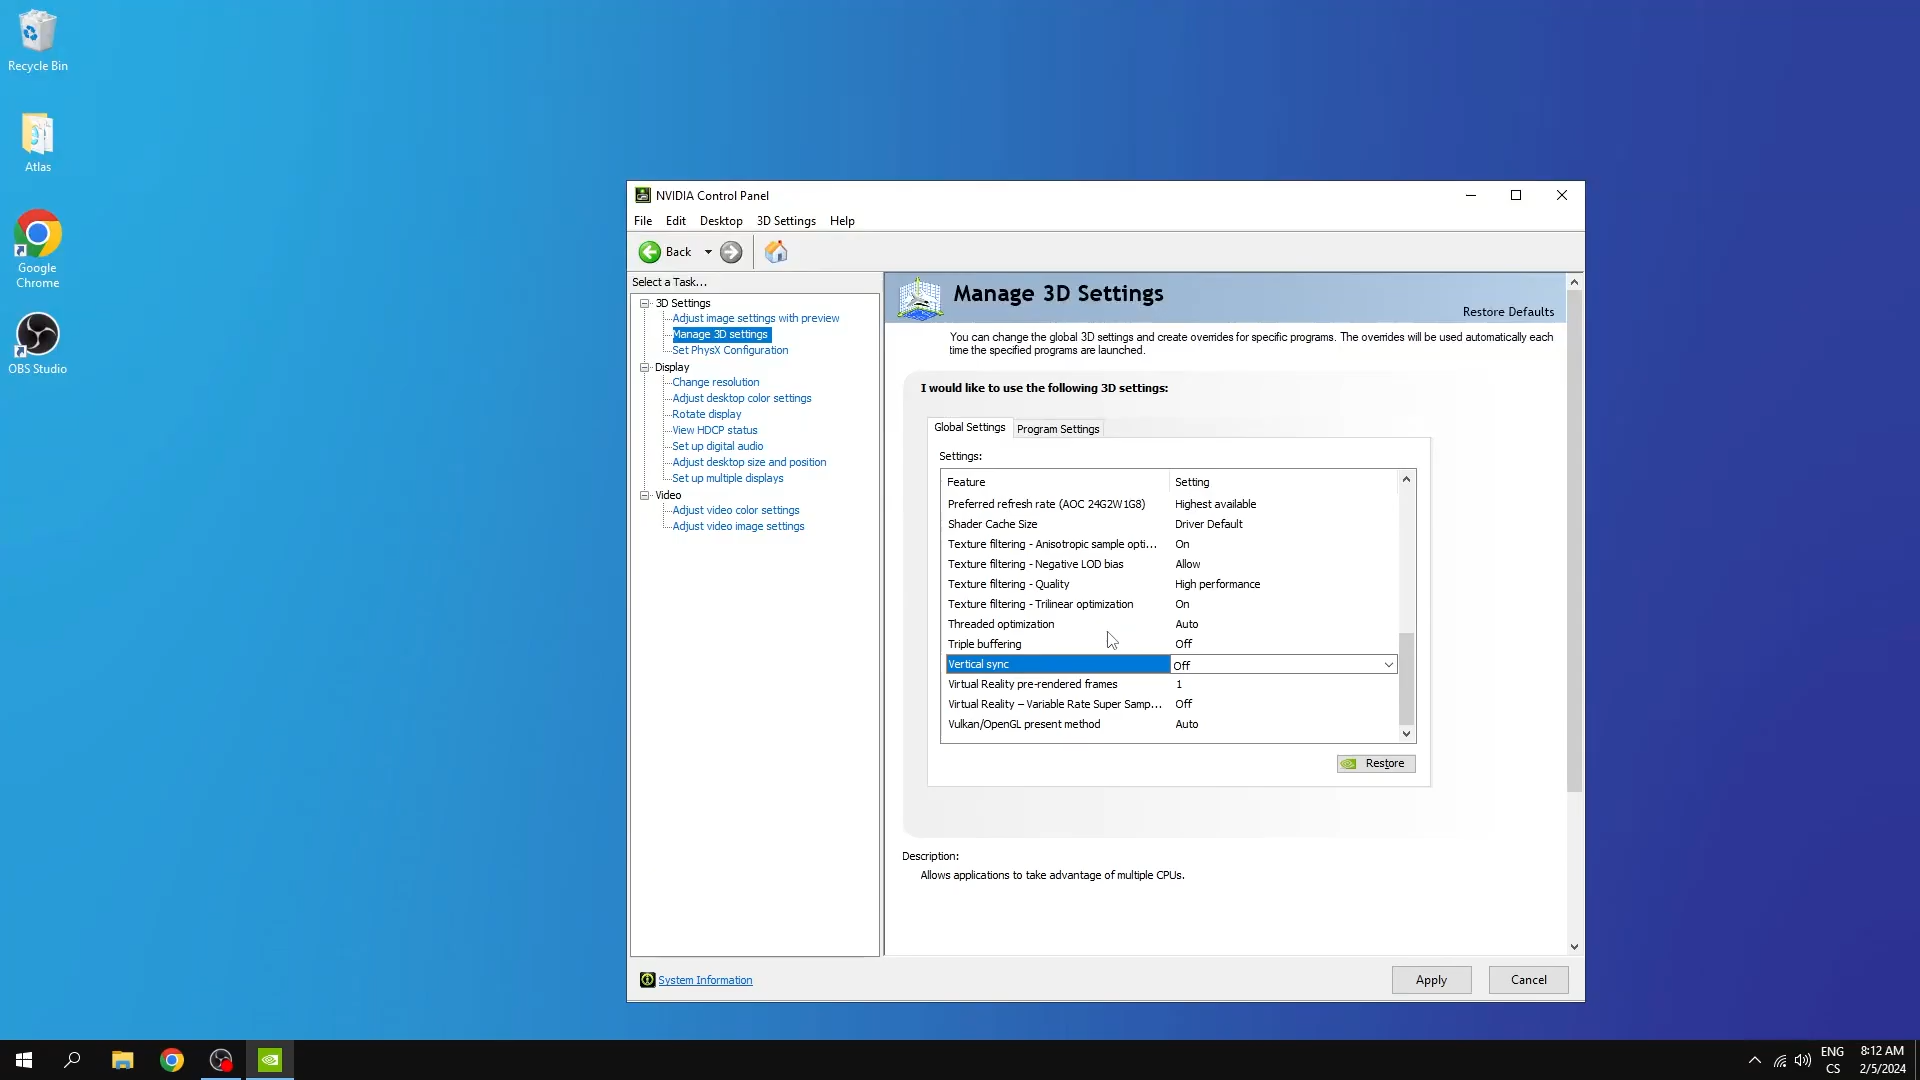 Recycle Bin
Atlas
Google
Chrome
OBS Studio
NVIDIA Control Panel
File Edit Desktop 3D Settings Help
Back
Select a Task...
3D Settings
Adjust image settings with preview
Manage 3D settings
Set PhysX Configuration
Display
Change resolution
Adjust desktop color settings
Rotate display
View HDCP status
Set up digital audio
Adjust desktop size and position
Set up multiple displays
Video
Adjust video color settings
Adjust video image settings
Manage 3D Settings
Restore Defaults
You can change the global 3D settings and create overrides for specific programs. The overrides will be used automatically each
time the specified programs are launched.
I would like to use the following 3D settings:
Global Settings Program Settings
Settings:
Feature Setting
Preferred refresh rate (AOC 24G2W1G8) Highest available
Shader Cache Size Driver Default
Texture filtering - Anisotropic sample opti... On
Texture filtering - Negative LOD bias Allow
Texture filtering - Quality High performance
Texture filtering - Trilinear optimization On
Threaded optimization Auto
Triple buffering Off
Vertical sync Off
Virtual Reality pre-rendered frames 1
Virtual Reality – Variable Rate Super Samp... Off
Vulkan/OpenGL present method Auto
Restore
Description:
Allows applications to take advantage of multiple CPUs.
System Information
Apply Cancel
ENG
CS
8:12 AM
2/5/2024